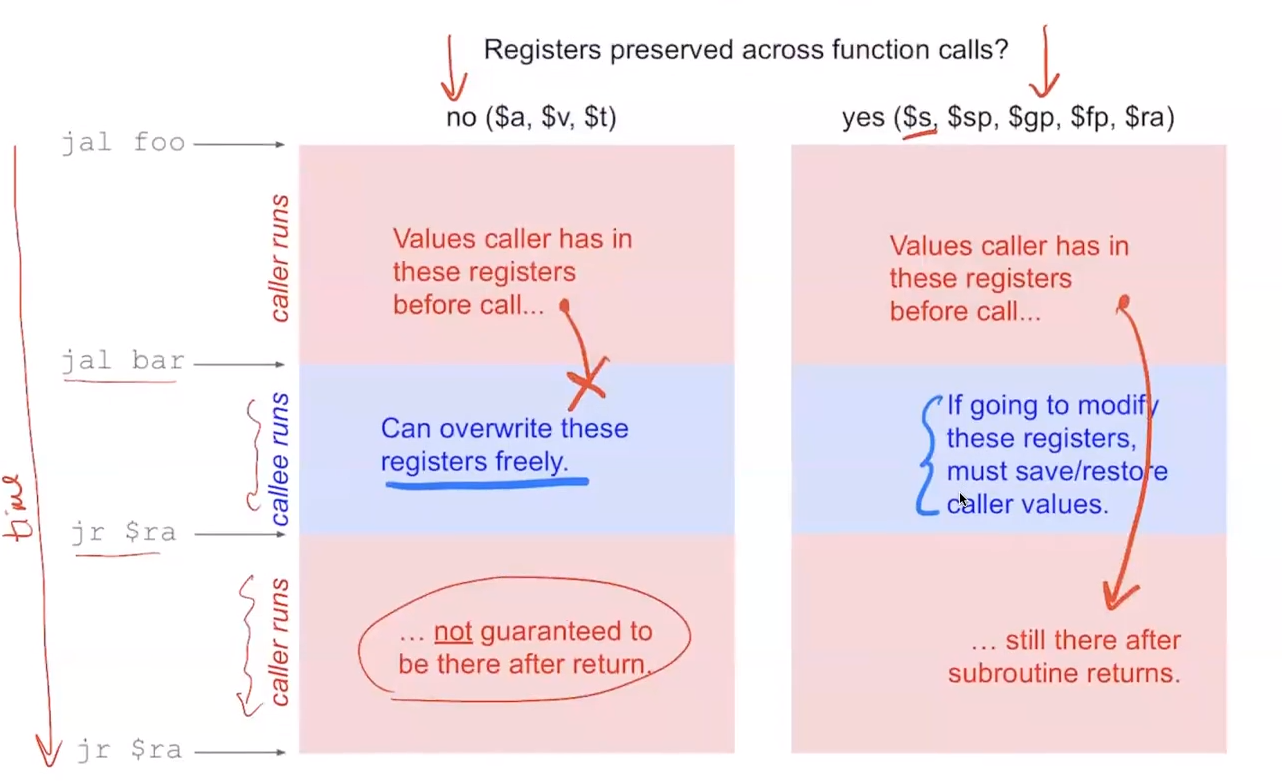 Registers preserved across function calls?
no ($a, $v, $t)
yes ($s, $sp, $gp, $fp, $ra)
jal foo
caller runs
Values caller has in
these registers
before call...
Values caller has in
these registers
before call...
jal bar
callee runs
Can overwrite these
registers freely.
If going to modify
these registers,
must save/restore
caller values.
time
jr $ra
caller runs
... not guaranteed to
be there after return.
... still there after
subroutine returns.
jr $ra